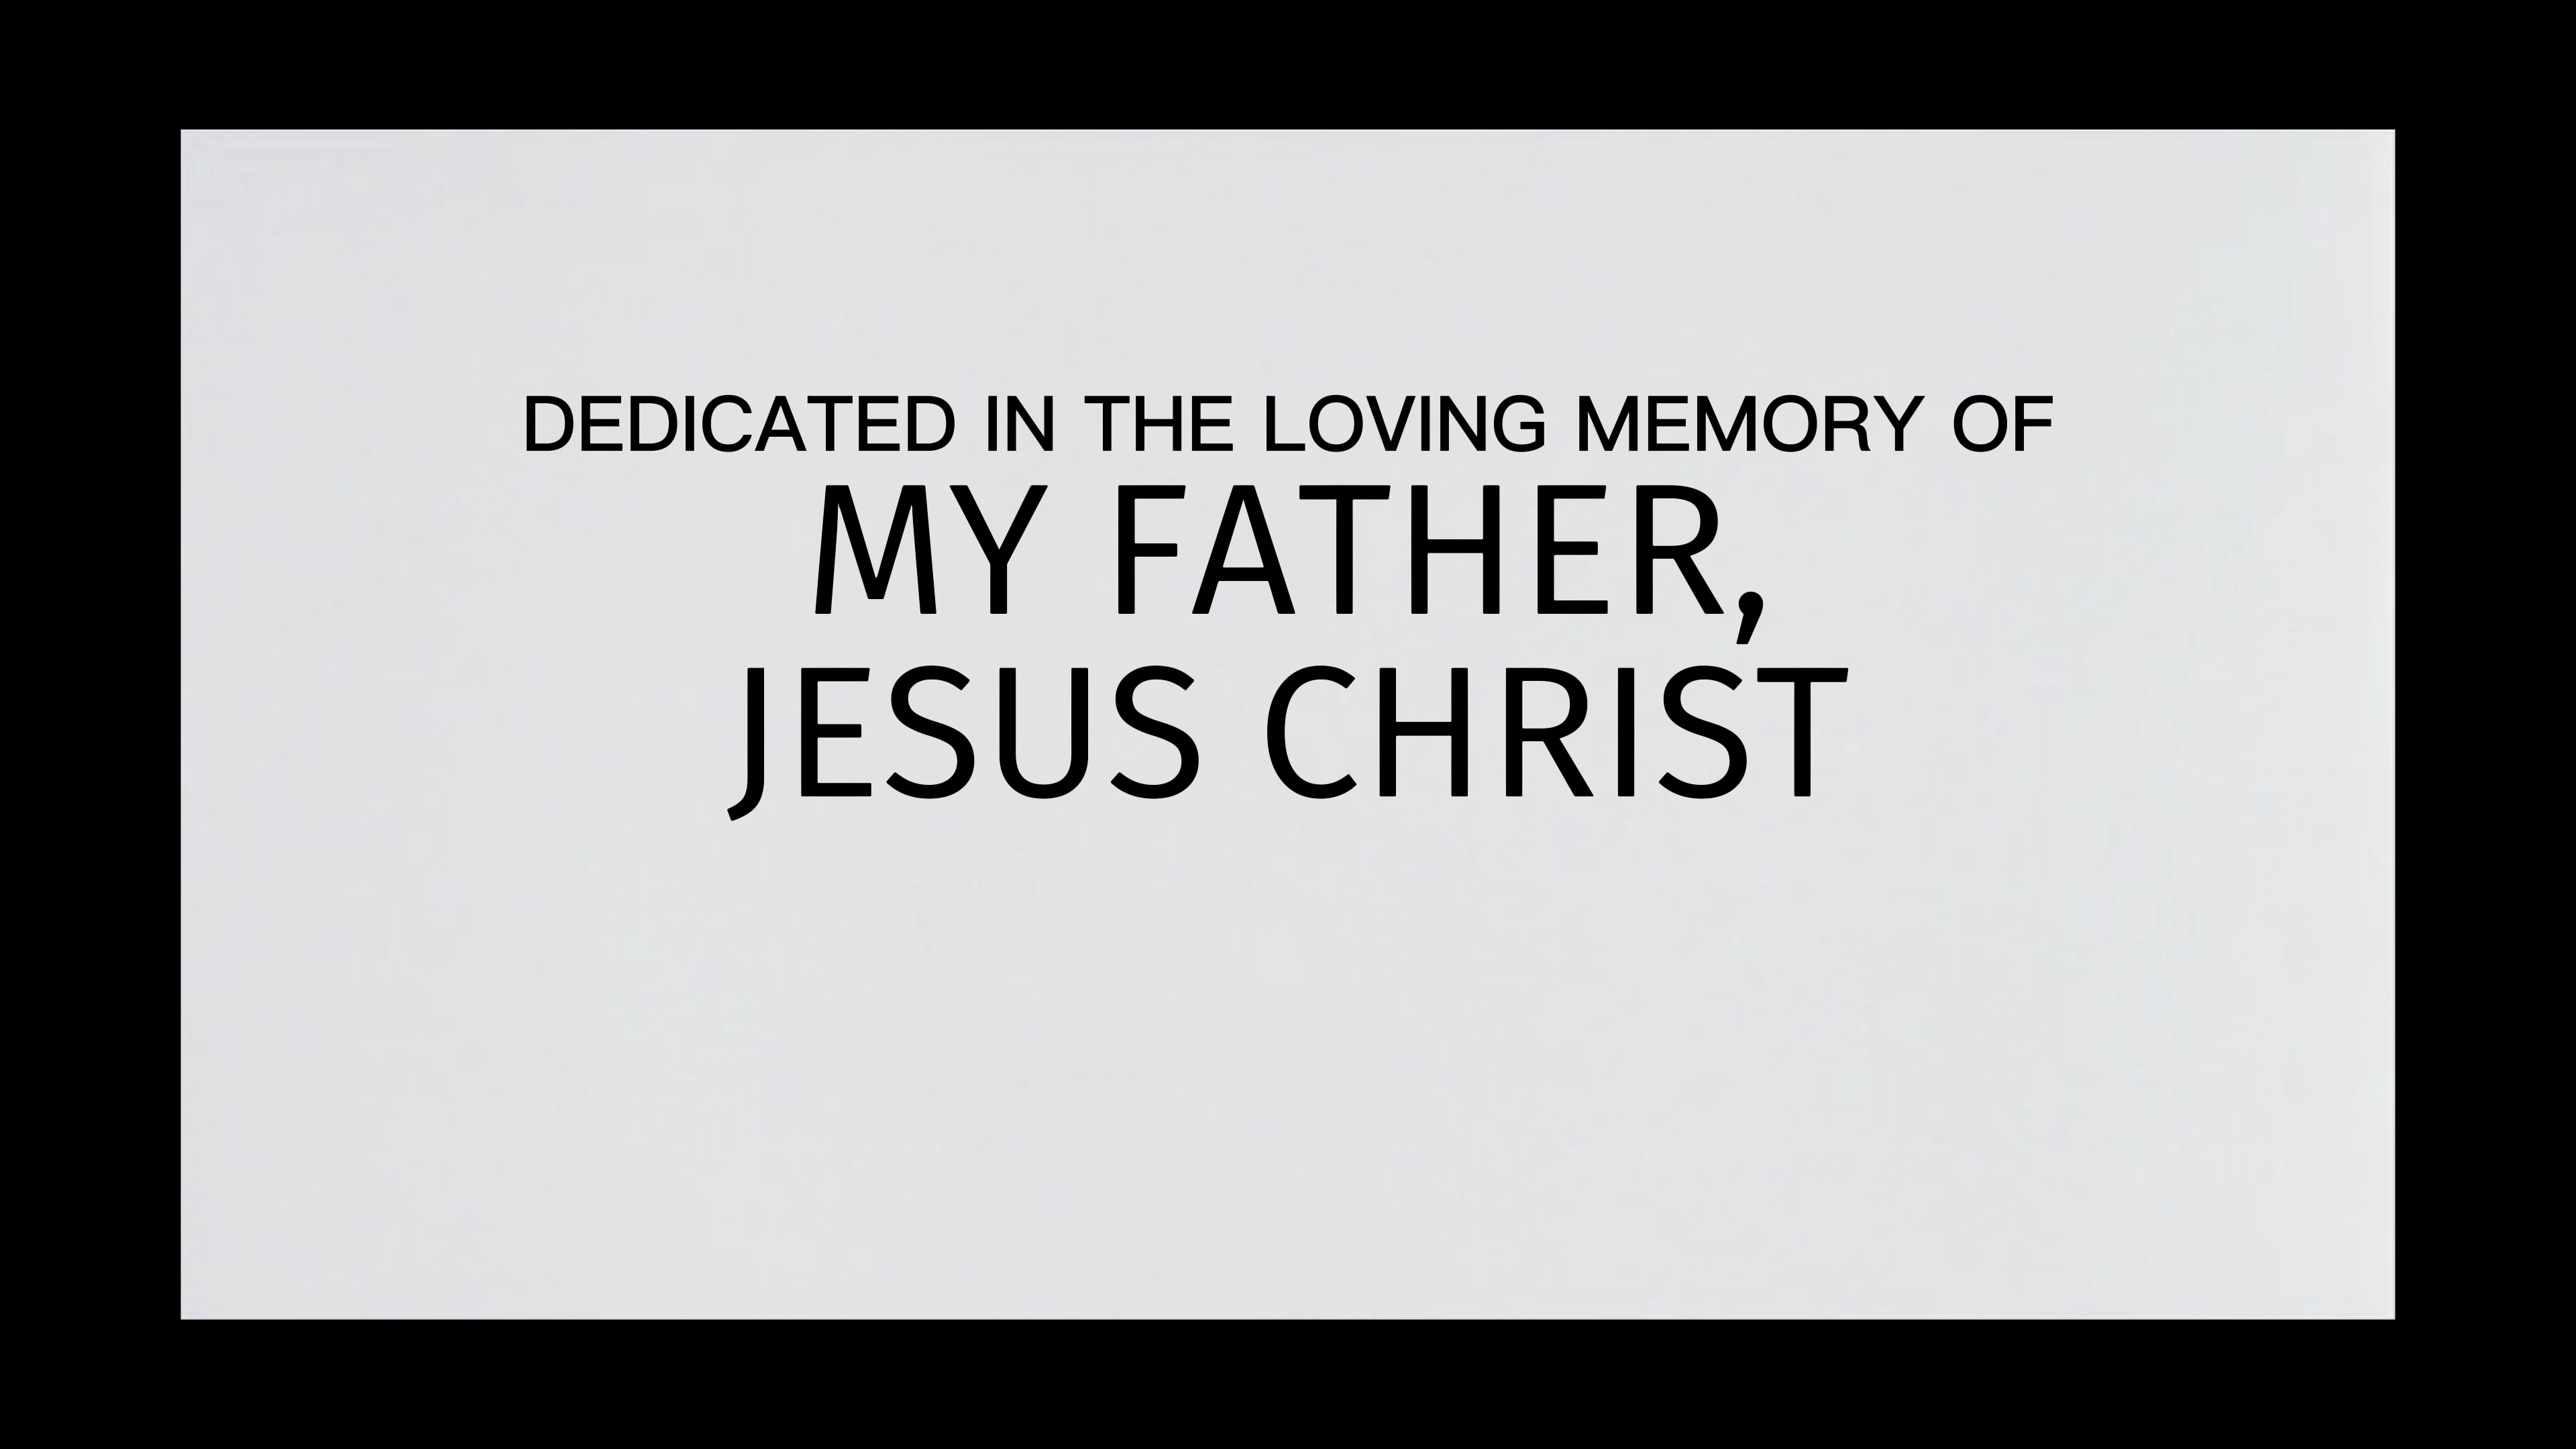 DEDICATED IN THE LOVING MEMORY OF
MY FATHER,
JESUS CHRIST